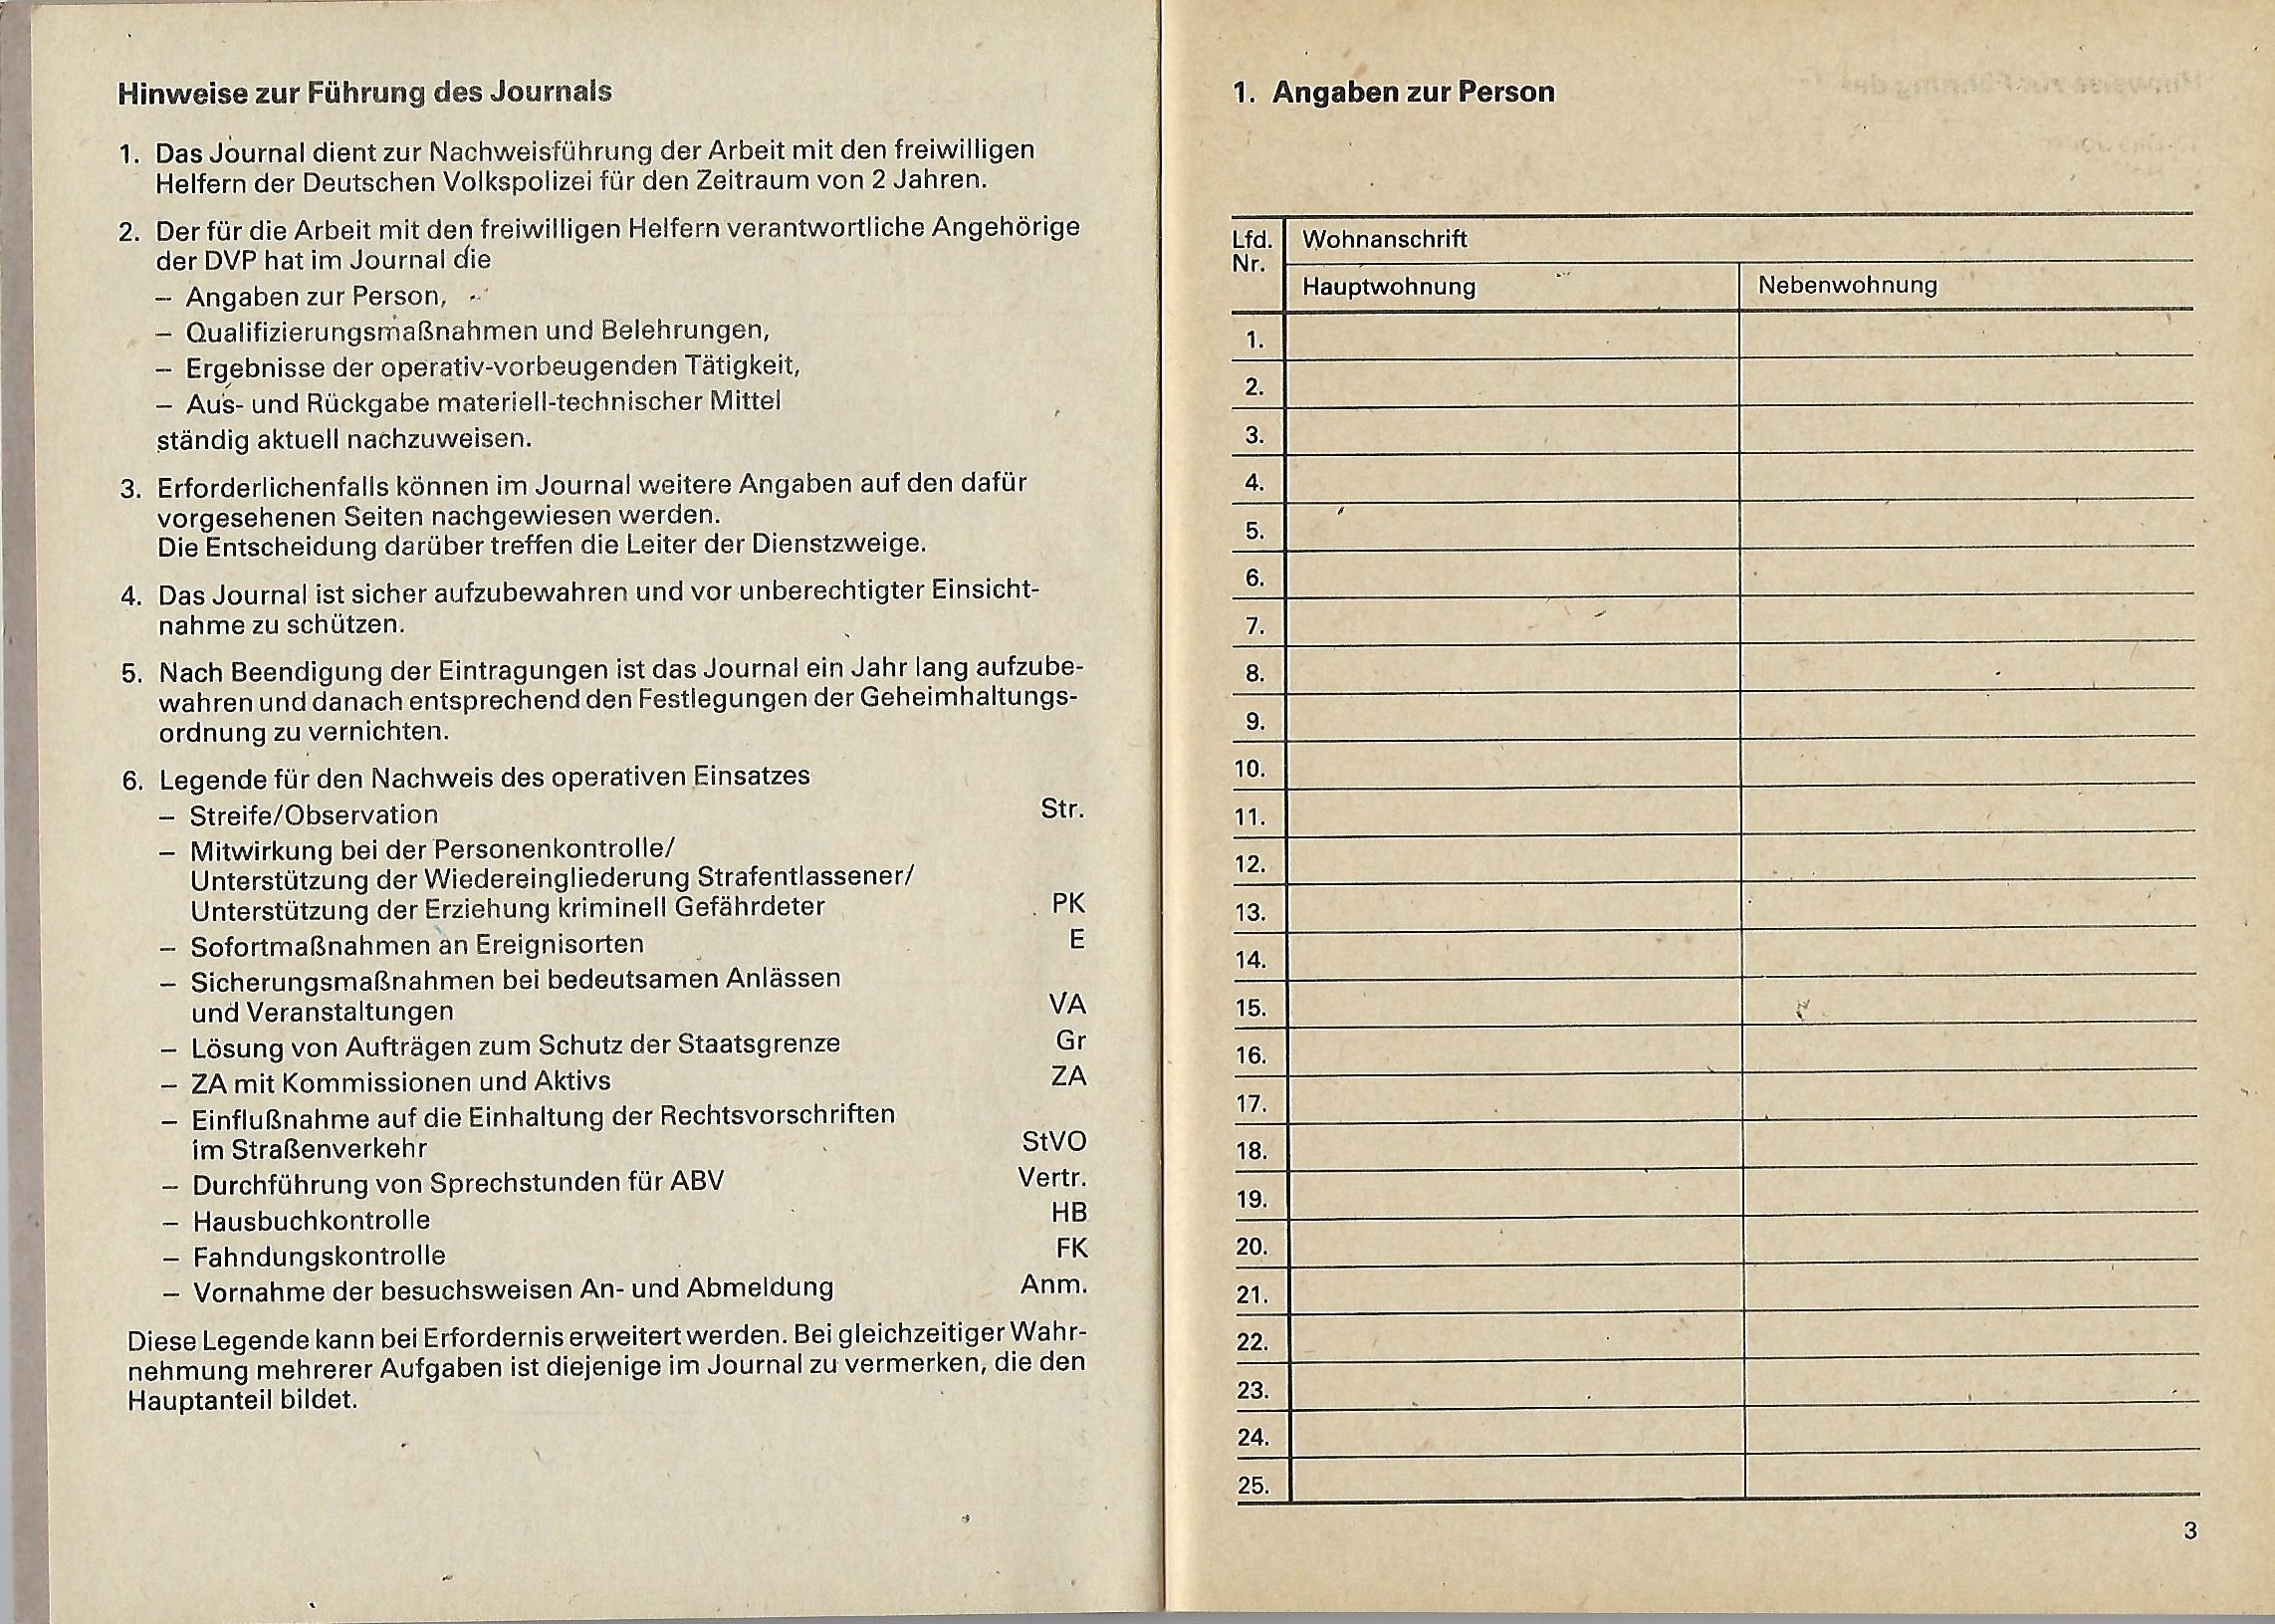 Hinweise zur Führung des Journals
1. Das Journal dient zur Nachweisführung der Arbeit mit den freiwilligen
Helfern der Deutschen Volkspolizei für den Zeitraum von 2 Jahren.
2. Der für die Arbeit mit den freiwilligen Helfern verantwortliche Angehörige
der DVP hat im Journal die
– Angaben zur Person,
– Qualifizierungsmaßnahmen und Belehrungen,
– Ergebnisse der operativ-vorbeugenden Tätigkeit,
– Aus- und Rückgabe materiell-technischer Mittel
ständig aktuell nachzuweisen.
3. Erforderlichenfalls können im Journal weitere Angaben auf den dafür
vorgesehenen Seiten nachgewiesen werden.
Die Entscheidung darüber treffen die Leiter der Dienstzweige.
4. Das Journal ist sicher aufzubewahren und vor unberechtigter Einsicht-
nahme zu schützen.
5. Nach Beendigung der Eintragungen ist das Journal ein Jahr lang aufzube-
wahren und danach entsprechend den Festlegungen der Geheimhaltungs-
ordnung zu vernichten.
6. Legende für den Nachweis des operativen Einsatzes
– Streife/Observation Str.
– Mitwirkung bei der Personenkontrolle/
Unterstützung der Wiedereingliederung Strafentlassener/
Unterstützung der Erziehung kriminell Gefährdeter PK
– Sofortmaßnahmen an Ereignisorten E
– Sicherungsmaßnahmen bei bedeutsamen Anlässen
und Veranstaltungen VA
– Lösung von Aufträgen zum Schutz der Staatsgrenze Gr
– ZA mit Kommissionen und Aktivs ZA
– Einflußnahme auf die Einhaltung der Rechtsvorschriften
im Straßenverkehr StVO
– Durchführung von Sprechstunden für ABV Vertr.
– Hausbuchkontrolle HB
– Fahndungskontrolle FK
– Vornahme der besuchsweisen An- und Abmeldung Anm.
Diese Legende kann bei Erfordernis erweitert werden. Bei gleichzeitiger Wahr-
nehmung mehrerer Aufgaben ist diejenige im Journal zu vermerken, die den
Hauptanteil bildet.
1. Angaben zur Person
Lfd. Wohnanschrift
Nr.
Hauptwohnung Nebenwohnung
1.
2.
3.
4.
5.
6.
7.
8.
9.
10.
11.
12.
13.
14.
15.
16.
17.
18.
19.
20.
21.
22.
23.
24.
25.
3